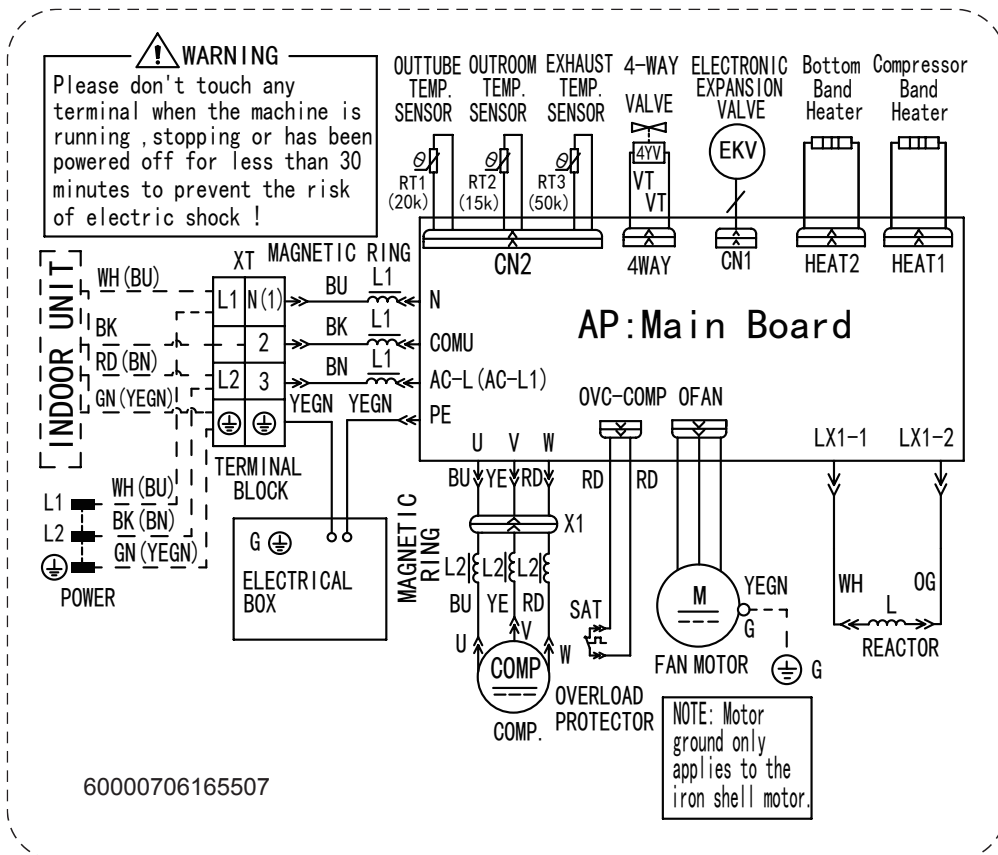 WARNING
Please don't touch any
terminal when the machine is
running ,stopping or has been
powered off for less than 30
minutes to prevent the risk
of electric shock !
OUTTUBE
TEMP.
SENSOR
OUTROOM
TEMP.
SENSOR
EXHAUST
TEMP.
SENSOR
4-WAY
VALVE
ELECTRONIC
EXPANSION
VALVE
Bottom
Band
Heater
Compressor
Band
Heater
θ
RT1
(20k)
θ
RT2
(15k)
θ
RT3
(50k)
4YV
VT
VT
EKV
CN2
4WAY
CN1
HEAT2
HEAT1
AP:Main Board
INDOOR UNIT
WH(BU)
BK
RD(BN)
GN(YEGN)
XT
L1
N(1)
2
L2
3
TERMINAL
BLOCK
MAGNETIC RING
BU
L1
N
BK
L1
COMU
BN
L1
AC-L(AC-L1)
YEGN
YEGN
PE
L1
L2
POWER
WH(BU)
BK(BN)
GN(YEGN)
G
ELECTRICAL
BOX
U V W
BU YE RD
X1
MAGNETIC
RING
L2 L2 L2
BU YE RD
U V W
COMP
COMP.
OVC-COMP
RD RD
SAT
OVERLOAD
PROTECTOR
OFAN
M
FAN MOTOR
YEGN
G
G
LX1-1 LX1-2
WH OG
L
REACTOR
NOTE: Motor
ground only
applies to the
iron shell motor.
60000706165507